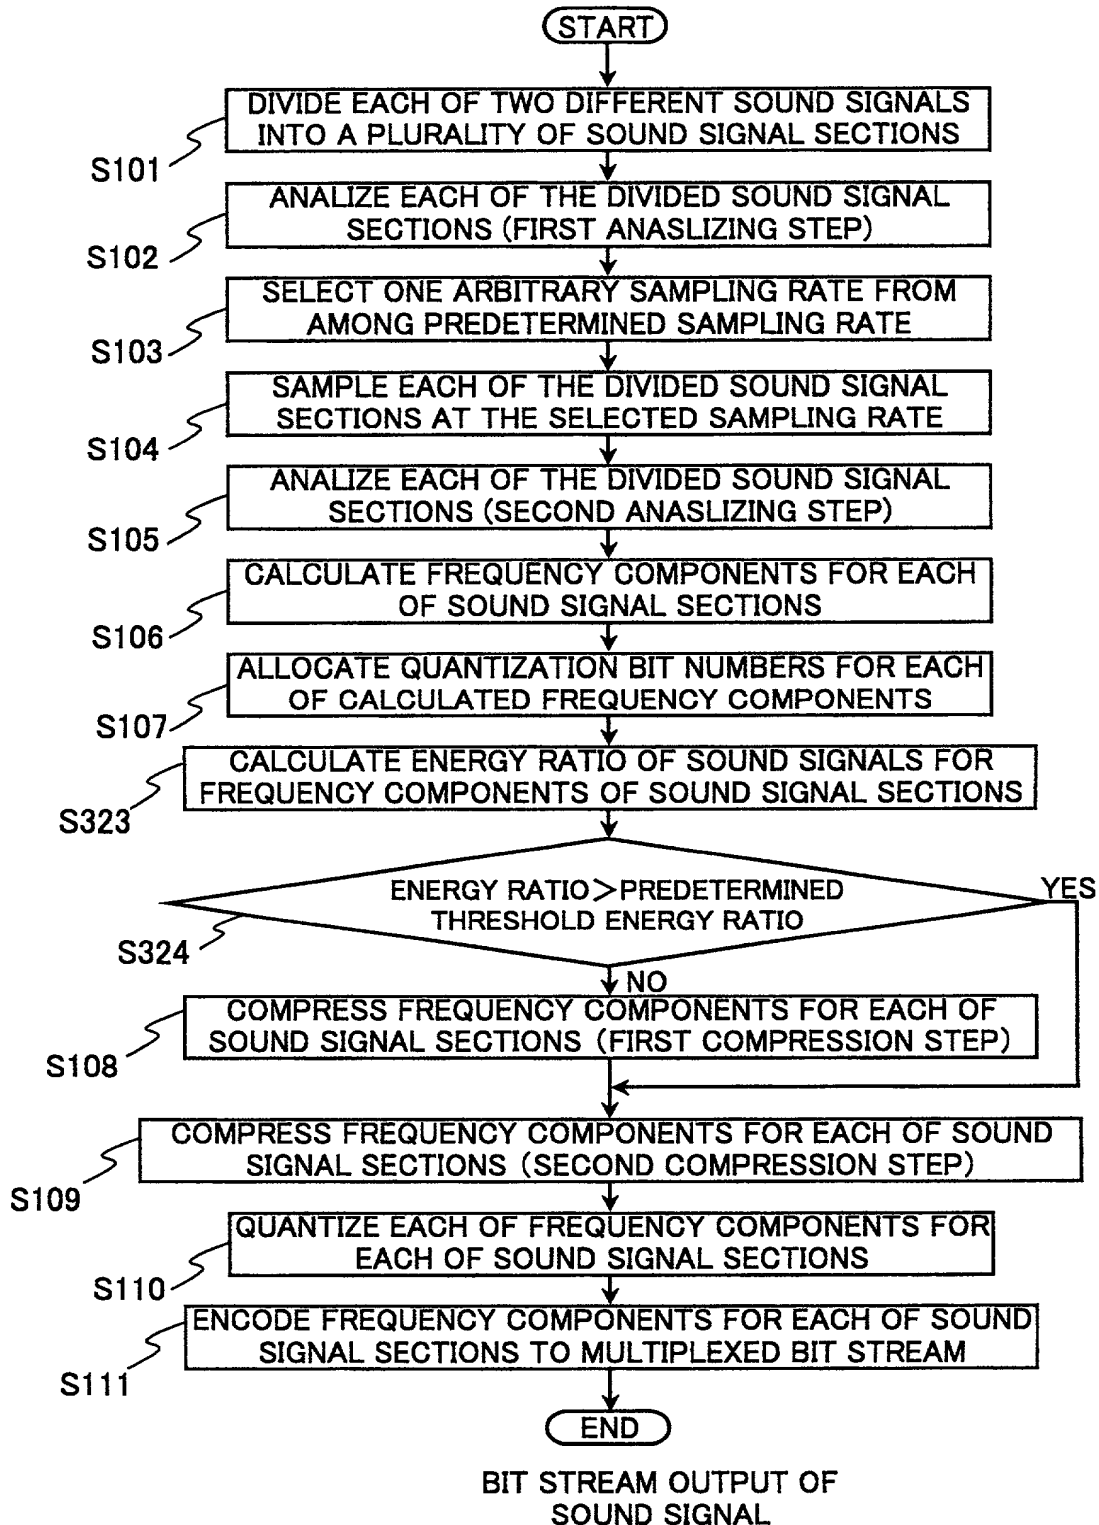 START
DIVIDE EACH OF TWO DIFFERENT SOUND SIGNALS
INTO A PLURALITY OF SOUND SIGNAL SECTIONS
S101
ANALIZE EACH OF THE DIVIDED SOUND SIGNAL
SECTIONS (FIRST ANASLIZING STEP)
S102
SELECT ONE ARBITRARY SAMPLING RATE FROM
AMONG PREDETERMINED SAMPLING RATE
S103
SAMPLE EACH OF THE DIVIDED SOUND SIGNAL
SECTIONS AT THE SELECTED SAMPLING RATE
S104
ANALIZE EACH OF THE DIVIDED SOUND SIGNAL
SECTIONS (SECOND ANASLIZING STEP)
S105
CALCULATE FREQUENCY COMPONENTS FOR EACH
OF SOUND SIGNAL SECTIONS
S106
ALLOCATE QUANTIZATION BIT NUMBERS FOR EACH
OF CALCULATED FREQUENCY COMPONENTS
S107
CALCULATE ENERGY RATIO OF SOUND SIGNALS FOR
FREQUENCY COMPONENTS OF SOUND SIGNAL SECTIONS
S323
ENERGY RATIO>PREDETERMINED
THRESHOLD ENERGY RATIO
YES
S324
NO
COMPRESS FREQUENCY COMPONENTS FOR EACH OF
SOUND SIGNAL SECTIONS (FIRST COMPRESSION STEP)
S108
COMPRESS FREQUENCY COMPONENTS FOR EACH OF SOUND
SIGNAL SECTIONS (SECOND COMPRESSION STEP)
S109
QUANTIZE EACH OF FREQUENCY COMPONENTS FOR
EACH OF SOUND SIGNAL SECTIONS
S110
ENCODE FREQUENCY COMPONENTS FOR EACH OF SOUND
SIGNAL SECTIONS TO MULTIPLEXED BIT STREAM
S111
END
BIT STREAM OUTPUT OF
SOUND SIGNAL